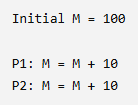 Initial M = 100
P1: M = M + 10
P2: M = M + 10